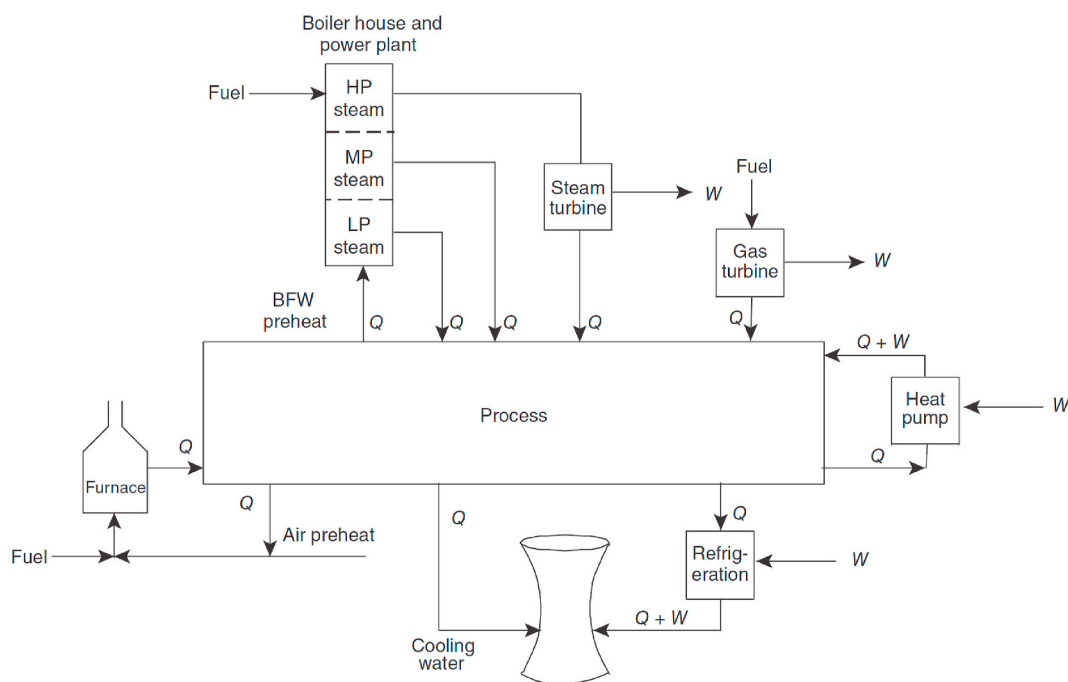 Boiler house and
power plant
Fuel
HP
steam
MP
steam
LP
steam
Steam
turbine
W
Fuel
Gas
turbine
W
BFW
preheat
Q
Q
Q
Q
Q
Q + W
Heat
pump
W
Process
Q
Q
Furnace
Q
Air preheat
Fuel
Q
Q
Refrig-
eration
W
Q + W
Cooling
water